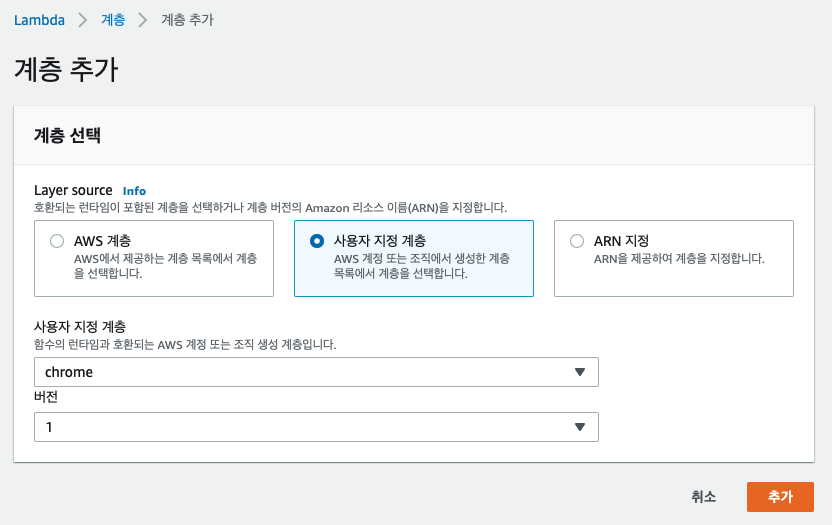 Lambda > 계층 > 계층 추가
계층 추가
계층 선택
Layer source Info
호환되는 런타임이 포함된 계층을 선택하거나 계층 버전의 Amazon 리소스 이름(ARN)을 지정합니다.
AWS 계층
AWS에서 제공하는 계층 목록에서 계층
을 선택합니다.
사용자 지정 계층
AWS 계정 또는 조직에서 생성한 계층
목록에서 계층을 선택합니다.
ARN 지정
ARN을 제공하여 계층을 지정합니다.
사용자 지정 계층
함수의 런타임과 호환되는 AWS 계정 또는 조직 생성 계층입니다.
chrome
버전
1
취소
추가